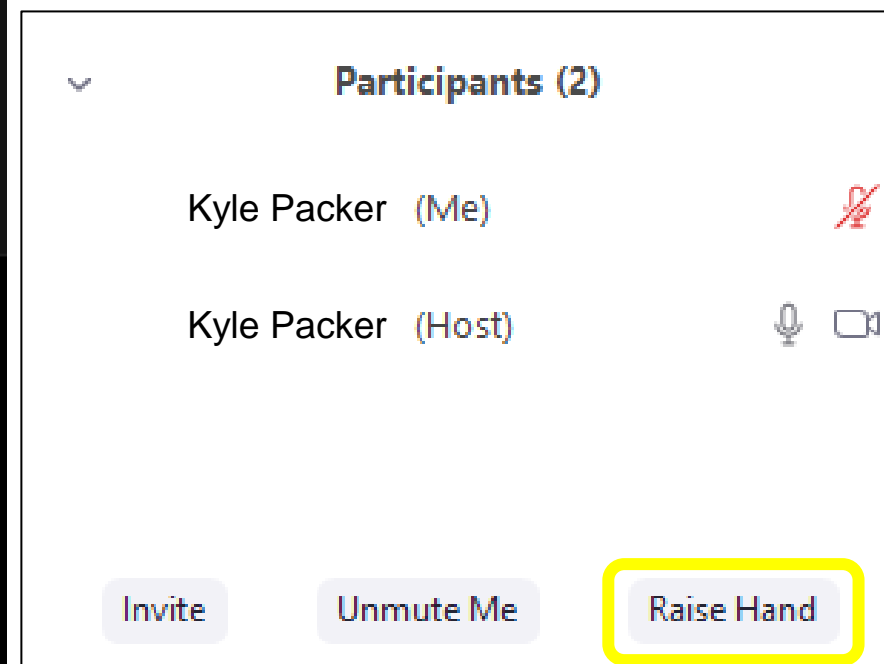 Participants (2)
Kyle Packer (Me)
Kyle Packer (Host)
Invite Unmute Me Raise Hand